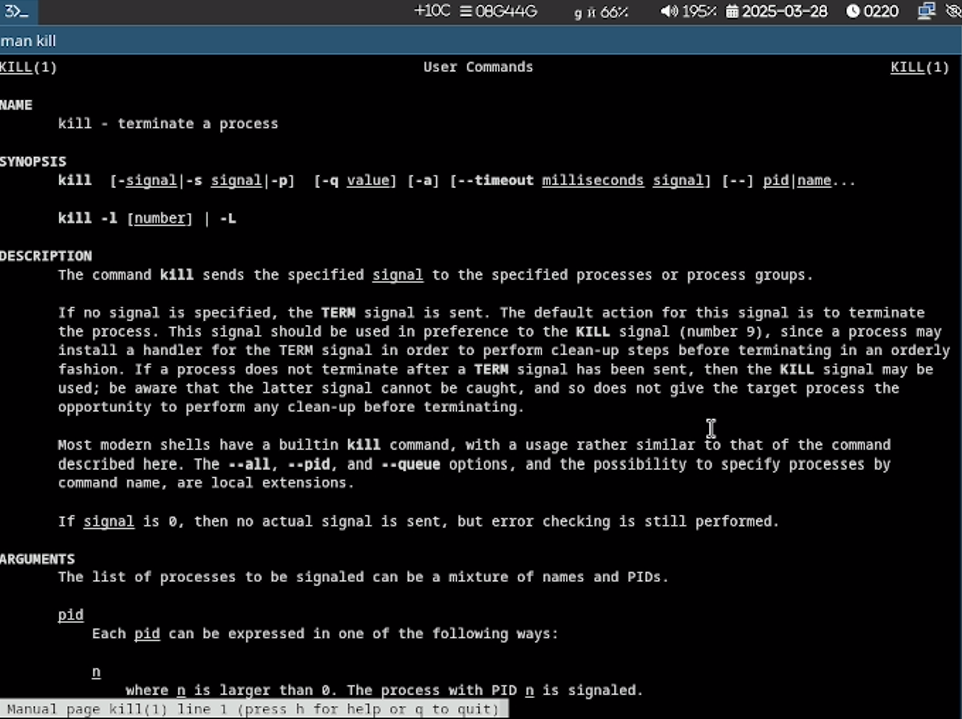 3>_ +10C 08G44G g 66% 195% 2025-03-28 0220
man kill
KILL(1) User Commands KILL(1)
NAME
kill - terminate a process
SYNOPSIS
kill [-signal|-s signal|-p] [-q value] [-a] [--timeout milliseconds signal] [--] pid|name...
kill -l [number] | -L
DESCRIPTION
The command kill sends the specified signal to the specified processes or process groups.
If no signal is specified, the TERM signal is sent. The default action for this signal is to terminate
the process. This signal should be used in preference to the KILL signal (number 9), since a process may
install a handler for the TERM signal in order to perform clean-up steps before terminating in an orderly
fashion. If a process does not terminate after a TERM signal has been sent, then the KILL signal may be
used; be aware that the latter signal cannot be caught, and so does not give the target process the
opportunity to perform any clean-up before terminating.
Most modern shells have a builtin kill command, with a usage rather similar to that of the command
described here. The --all, --pid, and --queue options, and the possibility to specify processes by
command name, are local extensions.
If signal is 0, then no actual signal is sent, but error checking is still performed.
ARGUMENTS
The list of processes to be signaled can be a mixture of names and PIDs.
pid
Each pid can be expressed in one of the following ways:
n
where n is larger than 0. The process with PID n is signaled.
Manual page kill(1) line 1 (press h for help or q to quit)